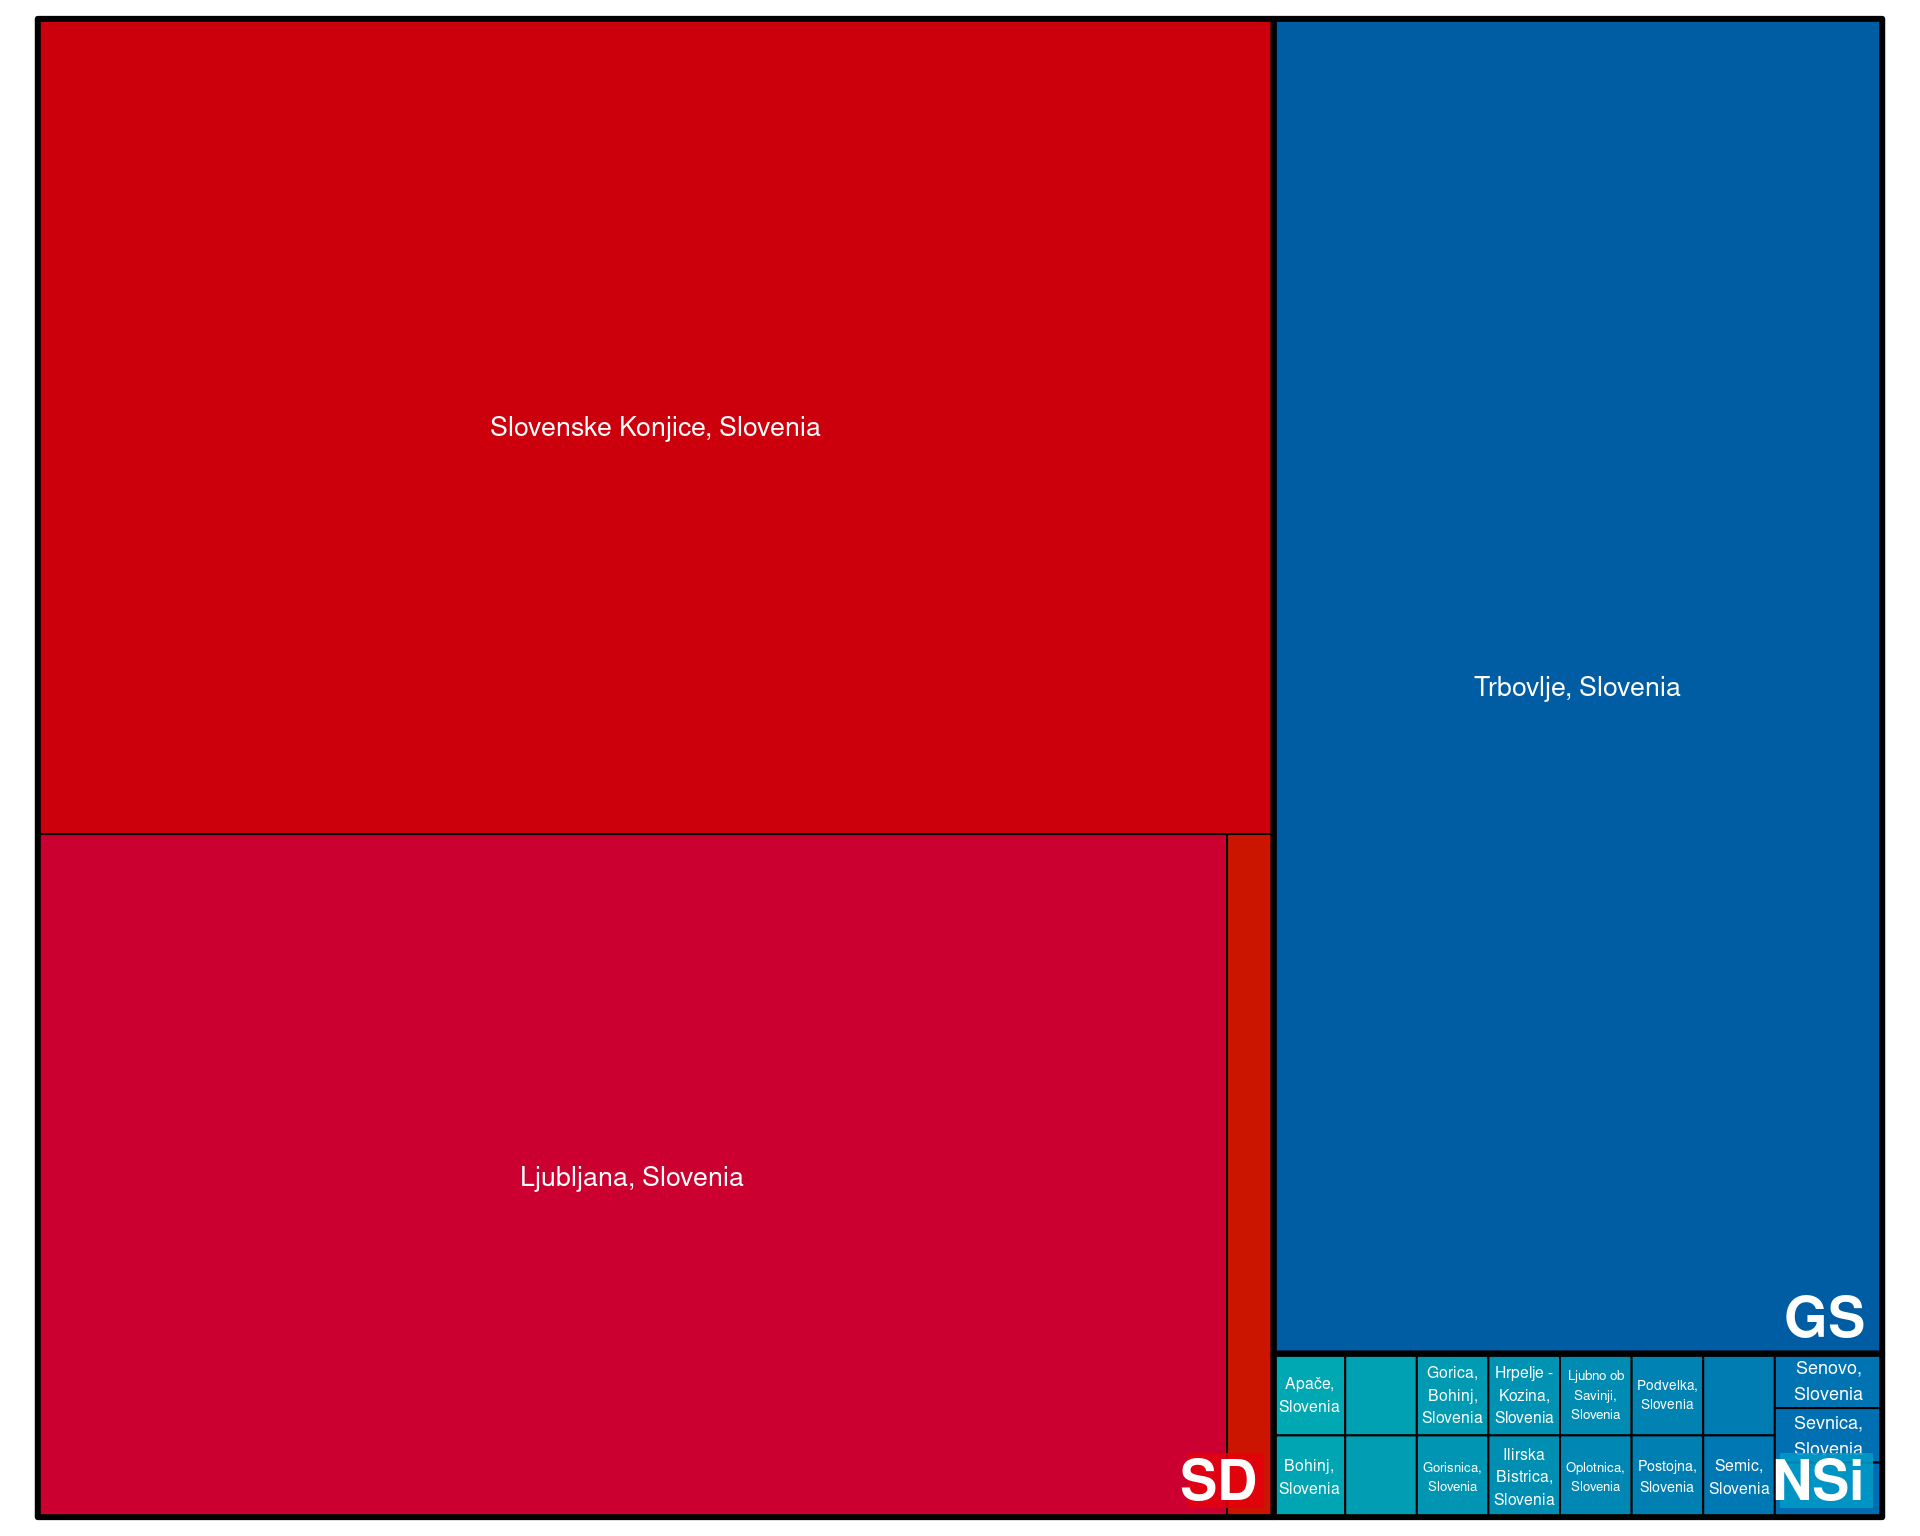 Slovenske Konjice, Slovenia
Ljubljana, Slovenia
SD
Trbovlje, Slovenia
GS
Apače,
Slovenia
Gorica,
Bohinj,
Slovenia
Hrpelje -
Kozina,
Slovenia
Ljubno ob
Savinji,
Slovenia
Podvelka,
Slovenia
Senovo,
Slovenia
Sevnica,
Slovenia
Bohinj,
Slovenia
Gorisnica,
Slovenia
Ilirska
Bistrica,
Slovenia
Oplotnica,
Slovenia
Postojna,
Slovenia
Semic,
Slovenia
NSi